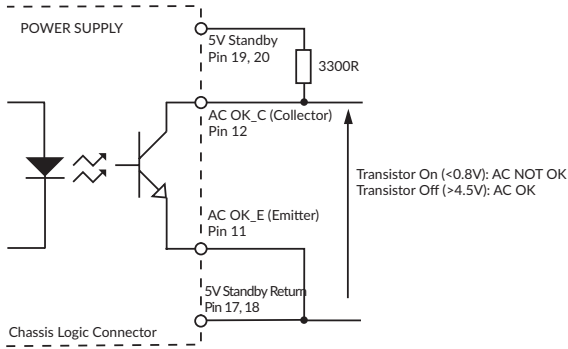 POWER SUPPLY
5V Standby
Pin 19, 20
3300R
AC OK_C (Collector)
Pin 12
Transistor On (<0.8V): AC NOT OK
Transistor Off (>4.5V): AC OK
AC OK_E (Emitter)
Pin 11
5V Standby Return
Pin 17, 18
Chassis Logic Connector